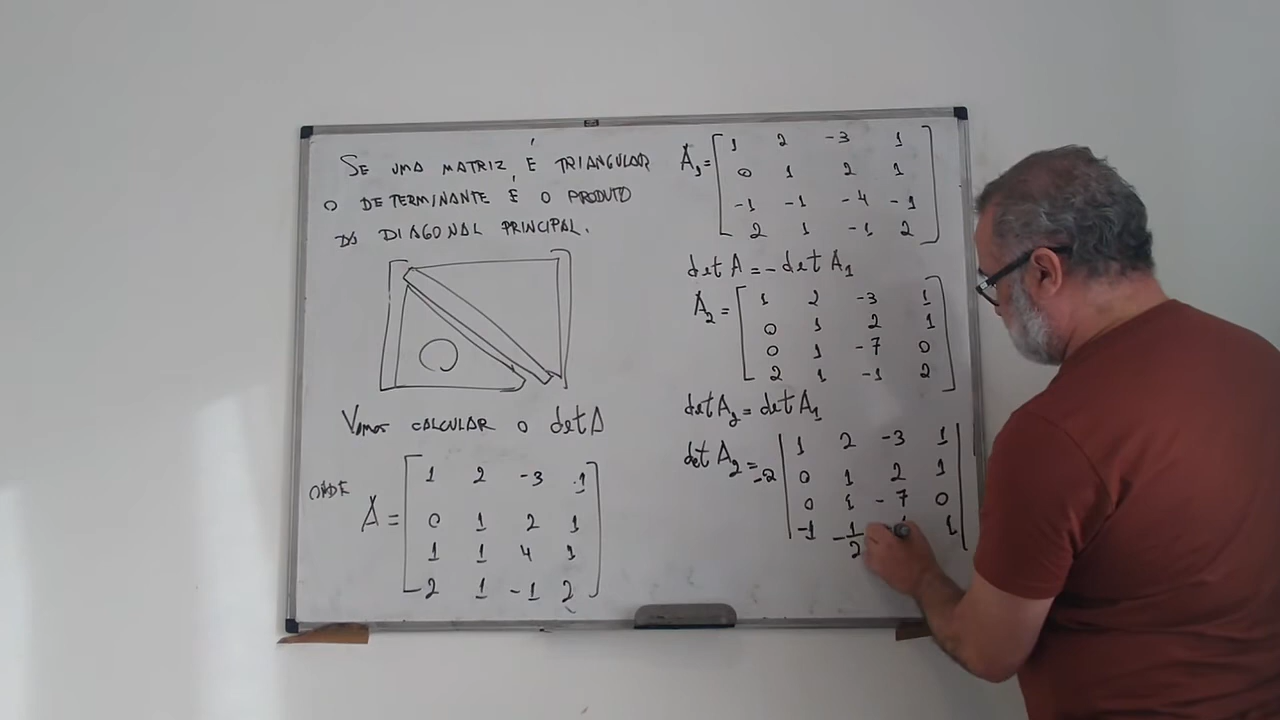 SE UMA MATRIZ É TRIANGULAR
O DETERMINANTE É O PRODUTO
DA DIAGONAL PRINCIPAL.
O
VAMOS CALCULAR O det A
ONDE
A =
1 2 -3 1
0 1 2 1
1 1 4 1
2 1 -1 2
A1 =
1 2 -3 1
0 1 2 1
-1 -1 -4 -1
2 1 -1 2
det A = - det A1
A2 =
1 2 -3 1
0 1 2 1
0 1 -7 0
2 1 -1 2
det A2 = det A1
det A2 = -2
1 2 -3 1
0 1 2 1
0 1 -7 0
-1 -1/2 1